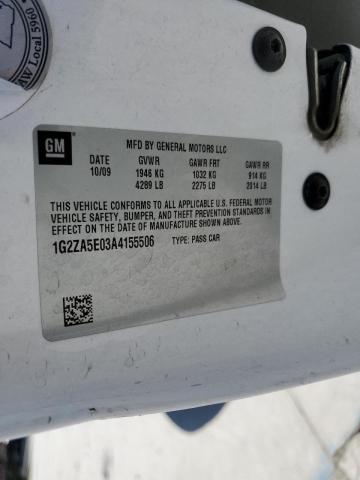 W Local 5960
GM
MFD BY GENERAL MOTORS LLC
DATE GVWR GAWR FRT GAWR RR
10/09 1946 KG 1032 KG 914 KG
4289 LB 2275 LB 2014 LB
THIS VEHICLE CONFORMS TO ALL APPLICABLE U.S. FEDERAL MOTOR
VEHICLE SAFETY, BUMPER, AND THEFT PREVENTION STANDARDS IN
EFFECT ON THE DATE OF MANUFACTURE SHOWN ABOVE.
1G2ZA5E03A4155506 TYPE: PASS CAR